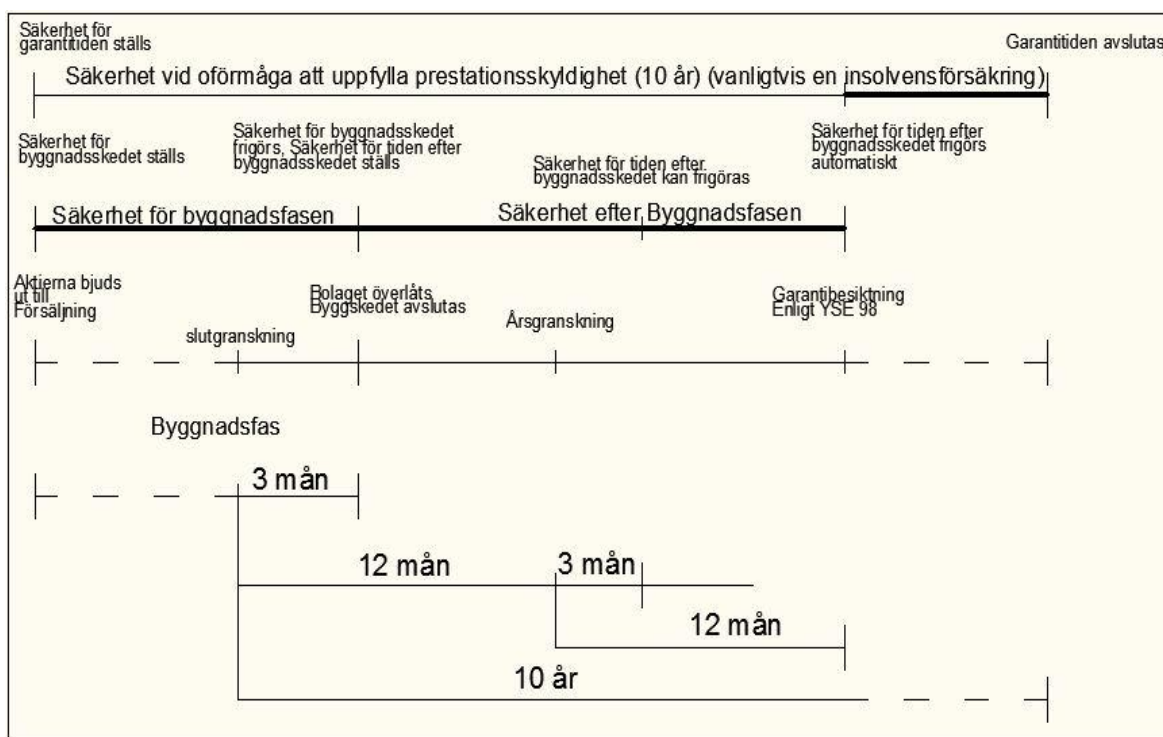 Säkerhet för
garantitiden ställs
Garantitiden avslutas
Säkerhet vid oförmåga att uppfylla prestationsskyldighet (10 år) (vanligtvis en insolvensförsäkring)
Säkerhet för
byggnadsskedet ställs
Säkerhet för byggnadsskedet
frigörs, Säkerhet för tiden efter
byggnadsskedet ställs
Säkerhet för tiden efter.
byggnadsskedet kan frigöras
Säkerhet för tiden efter
byggnadsskedet frigörs
automatiskt
Säkerhet för byggnadsfasen
Säkerhet efter Byggnadsfasen
Aktierna bjuds
ut till
Försäljning
slutgranskning
Bolaget överlåts
Byggskedet avslutas
Årsgranskning
Garantibesiktning
Enligt YSE 98
Byggnadsfas
3 mån
12 mån
3 mån
12 mån
10 år